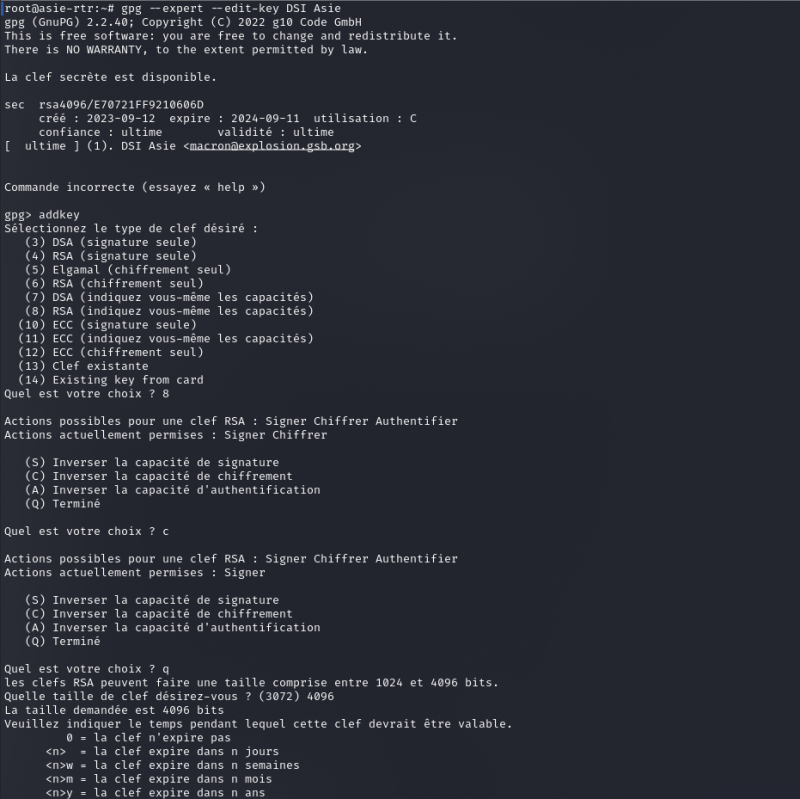 root@asie-rtr:~# gpg --expert --edit-key DSI Asie
gpg (GnuPG) 2.2.40; Copyright (C) 2022 g10 Code GmbH
This is free software: you are free to change and redistribute it.
There is NO WARRANTY, to the extent permitted by law.

La clef secrète est disponible.

sec  rsa4096/E70721FF9210606D
     créé : 2023-09-12  expire : 2024-09-11  utilisation : C
     confiance : ultime        validité : ultime
[  ultime ] (1). DSI Asie <macron@explosion.gsb.org>

Commande incorrecte (essayez « help »)

gpg> addkey
Sélectionnez le type de clef désiré :
   (3) DSA (signature seule)
   (4) RSA (signature seule)
   (5) Elgamal (chiffrement seul)
   (6) RSA (chiffrement seul)
   (7) DSA (indiquez vous-même les capacités)
   (8) RSA (indiquez vous-même les capacités)
  (10) ECC (signature seule)
  (11) ECC (indiquez vous-même les capacités)
  (12) ECC (chiffrement seul)
  (13) Clef existante
  (14) Existing key from card
Quel est votre choix ? 8

Actions possibles pour une clef RSA : Signer Chiffrer Authentifier
Actions actuellement permises : Signer Chiffrer

   (S) Inverser la capacité de signature
   (C) Inverser la capacité de chiffrement
   (A) Inverser la capacité d'authentification
   (Q) Terminé

Quel est votre choix ? c

Actions possibles pour une clef RSA : Signer Chiffrer Authentifier
Actions actuellement permises : Signer

   (S) Inverser la capacité de signature
   (C) Inverser la capacité de chiffrement
   (A) Inverser la capacité d'authentification
   (Q) Terminé

Quel est votre choix ? q
les clefs RSA peuvent faire une taille comprise entre 1024 et 4096 bits.
Quelle taille de clef désirez-vous ? (3072) 4096
La taille demandée est 4096 bits
Veuillez indiquer le temps pendant lequel cette clef devrait être valable.
         0 = la clef n'expire pas
      <n>  = la clef expire dans n jours
      <n>w = la clef expire dans n semaines
      <n>m = la clef expire dans n mois
      <n>y = la clef expire dans n ans